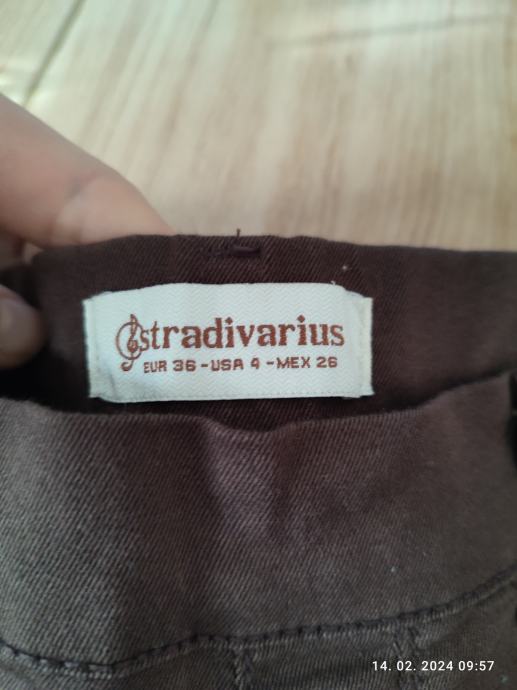 stradivarius
EUR 36 - USA 4 - MEX 26
14. 02. 2024 09:57